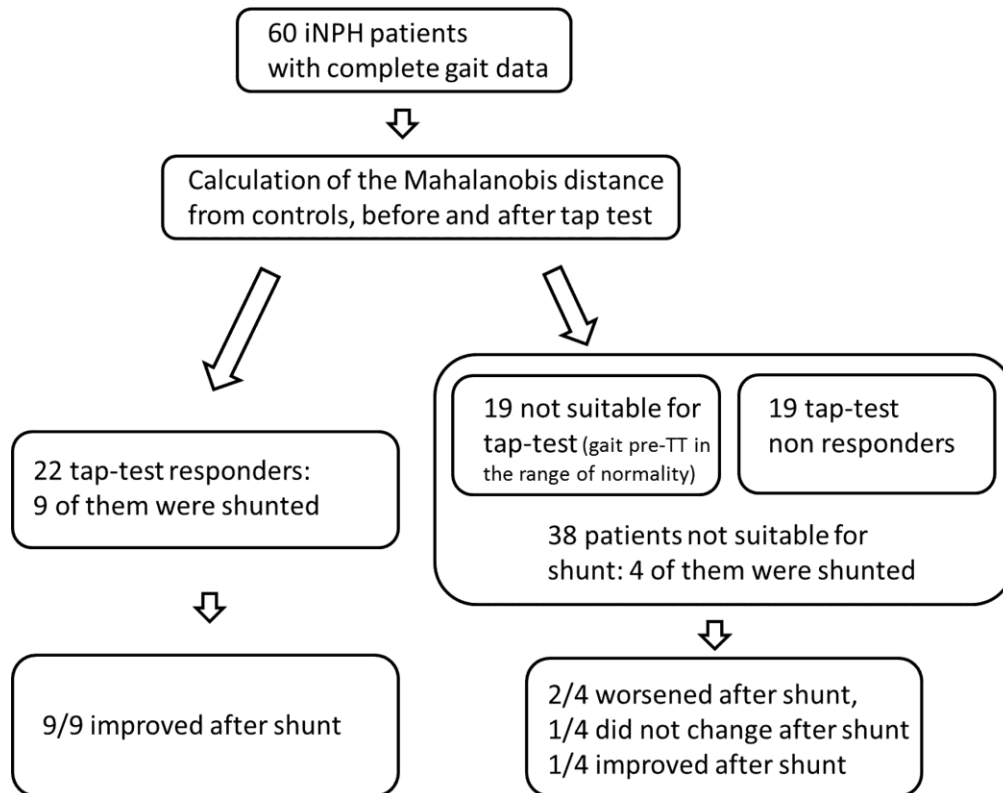 60 iNPH patients
with complete gait data
Calculation of the Mahalanobis distance
from controls, before and after tap test
22 tap-test responders:
9 of them were shunted
9/9 improved after shunt
19 not suitable for
tap-test (gait pre-TT in
the range of normality)
19 tap-test
non responders
38 patients not suitable for
shunt: 4 of them were shunted
2/4 worsened after shunt,
1/4 did not change after shunt
1/4 improved after shunt